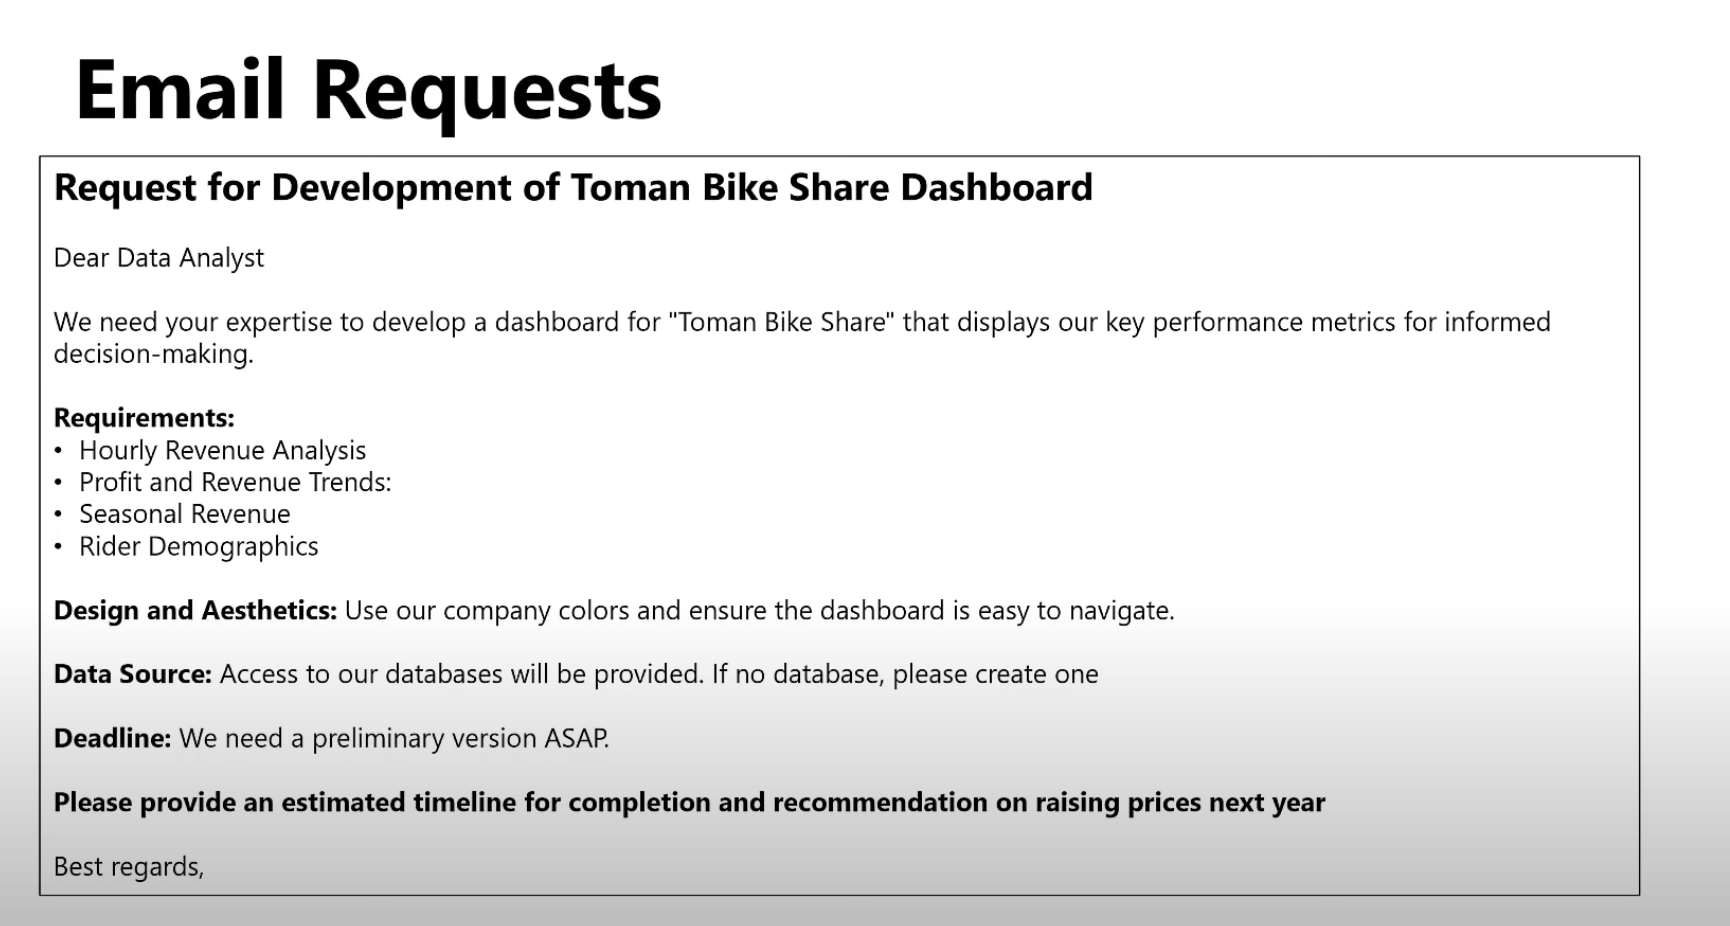 Email Requests
Request for Development of Toman Bike Share Dashboard
Dear Data Analyst
We need your expertise to develop a dashboard for "Toman Bike Share" that displays our key performance metrics for informed
decision-making.
Requirements:
• Hourly Revenue Analysis
• Profit and Revenue Trends:
• Seasonal Revenue
• Rider Demographics
Design and Aesthetics: Use our company colors and ensure the dashboard is easy to navigate.
Data Source: Access to our databases will be provided. If no database, please create one
Deadline: We need a preliminary version ASAP.
Please provide an estimated timeline for completion and recommendation on raising prices next year
Best regards,